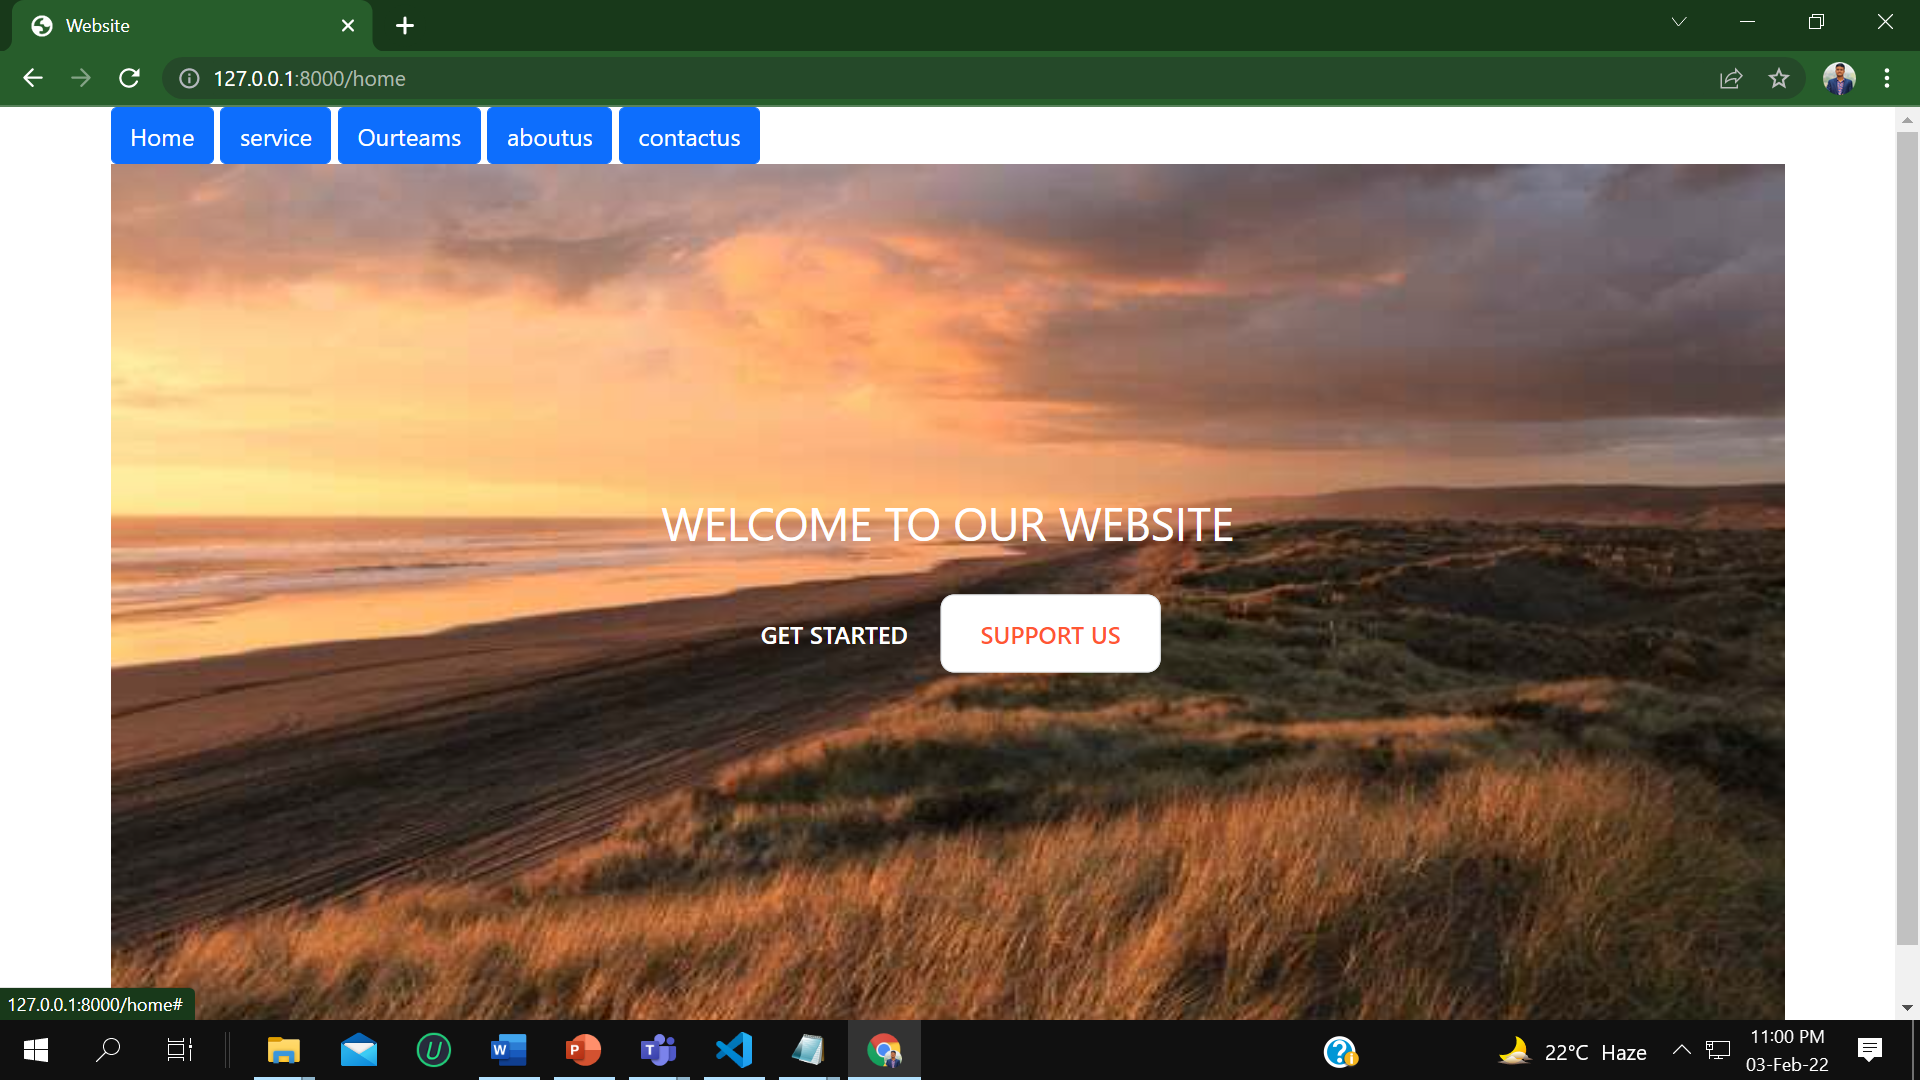 Website
127.0.0.1:8000/home
Home service Ourteams aboutus contactus
WELCOME TO OUR WEBSITE
GET STARTED SUPPORT US
127.0.0.1:8000/home#
22°C Haze
11:00 PM
03-Feb-22